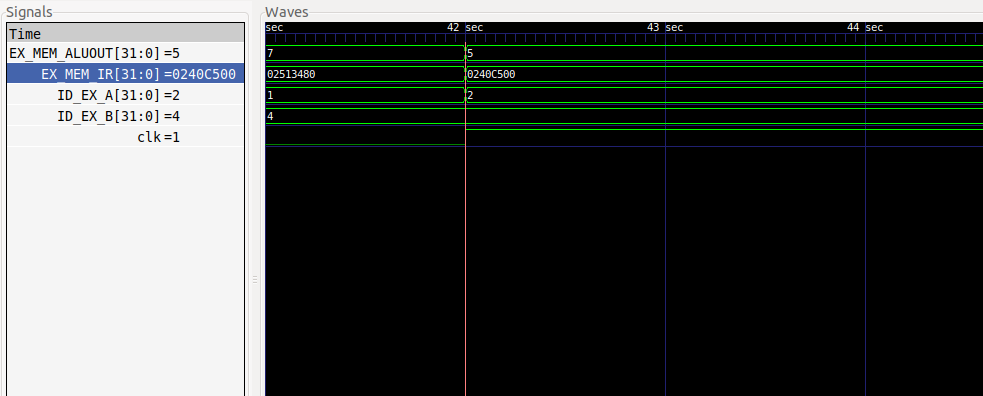 Signals
Time
EX_MEM_ALUOUT[31:0] =5
EX_MEM_IR[31:0] =0240C500
ID_EX_A[31:0] =2
ID_EX_B[31:0] =4
clk =1
Waves
sec 42 sec 43 sec 44 sec
7 5
02513480 0240C500
1 2
4